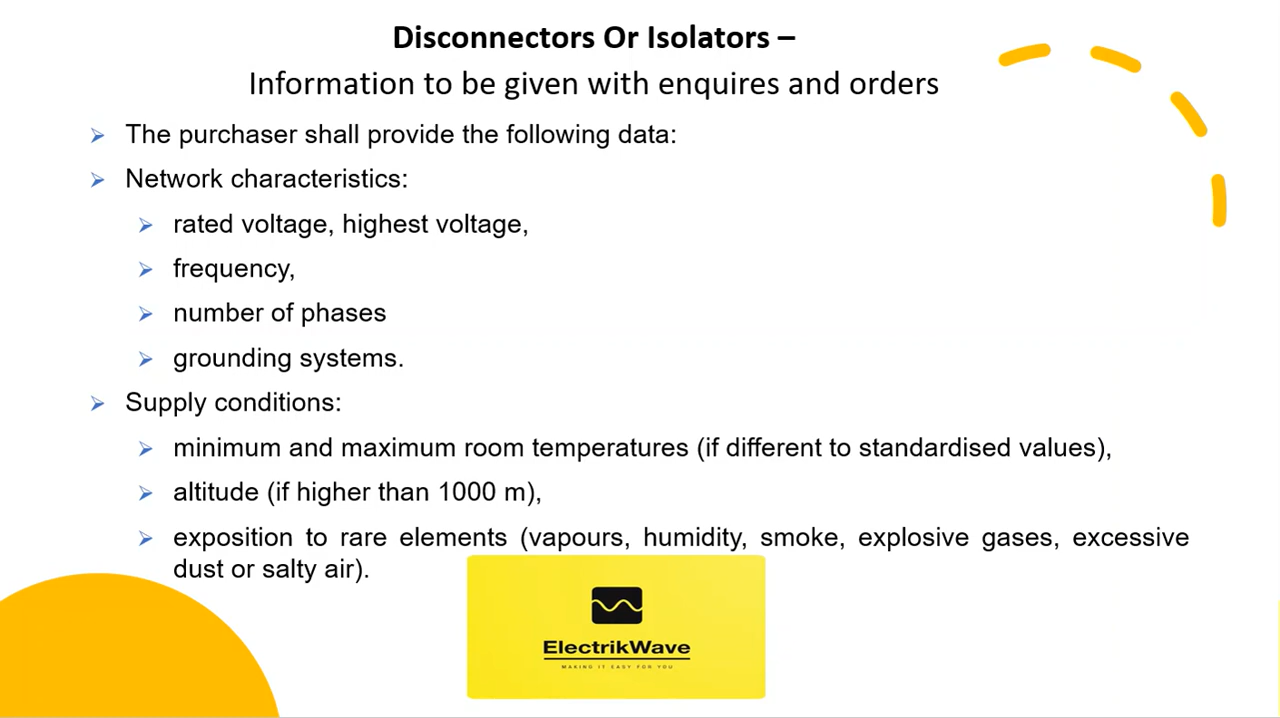 Disconnectors Or Isolators –
Information to be given with enquires and orders
The purchaser shall provide the following data:
Network characteristics:
rated voltage, highest voltage,
frequency,
number of phases
grounding systems.
Supply conditions:
minimum and maximum room temperatures (if different to standardised values),
altitude (if higher than 1000 m),
exposition to rare elements (vapours, humidity, smoke, explosive gases, excessive
dust or salty air).
ElectrikWave
MAKING IT EASY FOR YOU